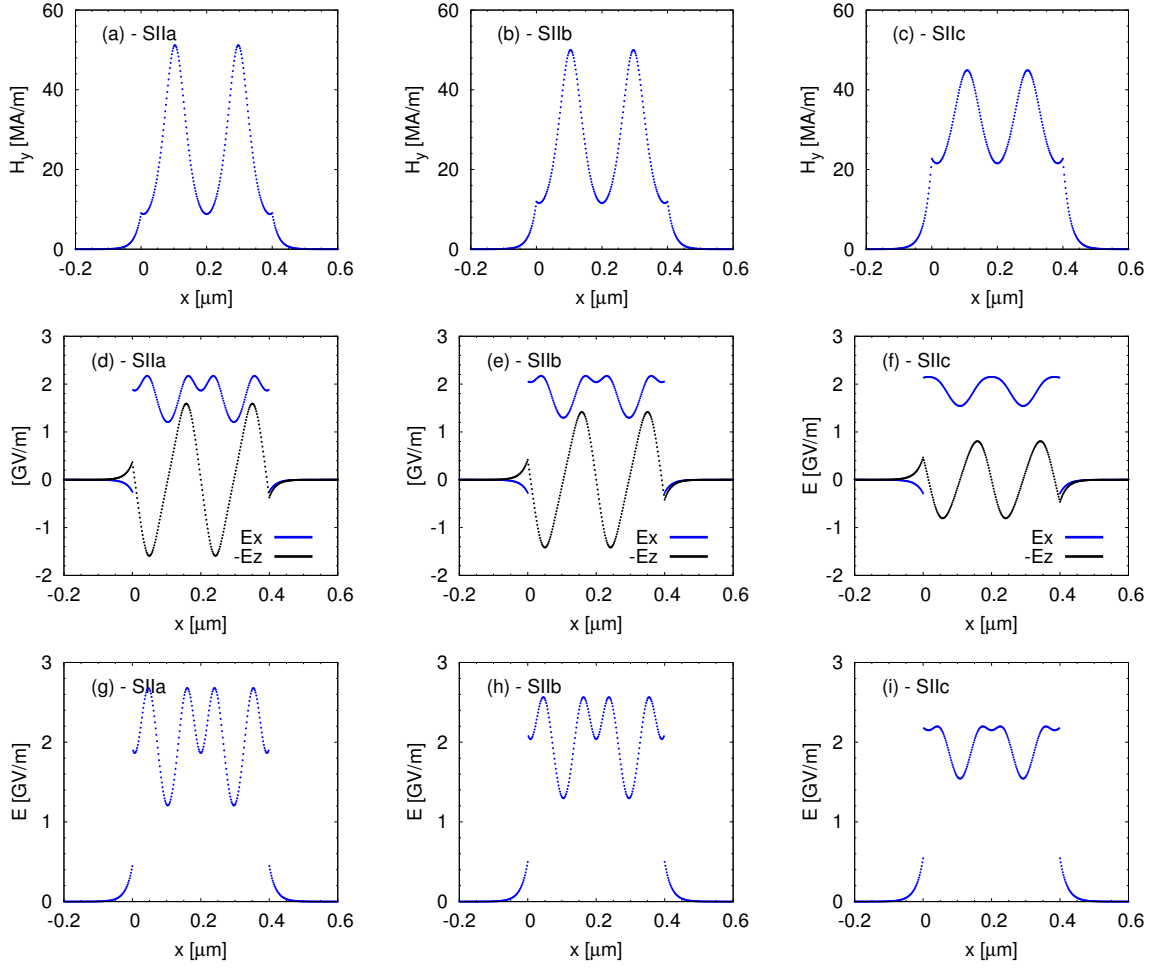 60
40
20
0
H_y [MA/m]
(a) - SIIa
-0.2 0 0.2 0.4 0.6
x [μm]
60
40
20
0
H_y [MA/m]
(b) - SIIb
-0.2 0 0.2 0.4 0.6
x [μm]
60
40
20
0
H_y [MA/m]
(c) - SIIc
-0.2 0 0.2 0.4 0.6
x [μm]
3
2
1
0
-1
-2
[GV/m]
(d) - SIIa
Ex
-Ez
-0.2 0 0.2 0.4 0.6
x [μm]
3
2
1
0
-1
-2
[GV/m]
(e) - SIIb
Ex
-Ez
-0.2 0 0.2 0.4 0.6
x [μm]
3
2
1
0
-1
-2
E [GV/m]
(f) - SIIc
Ex
-Ez
-0.2 0 0.2 0.4 0.6
x [μm]
3
2
1
0
E [GV/m]
(g) - SIIa
-0.2 0 0.2 0.4 0.6
x [μm]
3
2
1
0
E [GV/m]
(h) - SIIb
-0.2 0 0.2 0.4 0.6
x [μm]
3
2
1
0
E [GV/m]
(i) - SIIc
-0.2 0 0.2 0.4 0.6
x [μm]